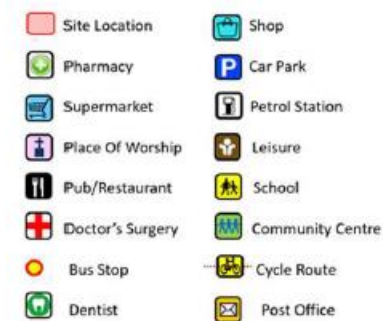 Site Location
Shop
Pharmacy
P
Car Park
Supermarket
Petrol Station
Place Of Worship
Leisure
Pub/Restaurant
School
Doctor's Surgery
Community Centre
Bus Stop
Cycle Route
Dentist
Post Office